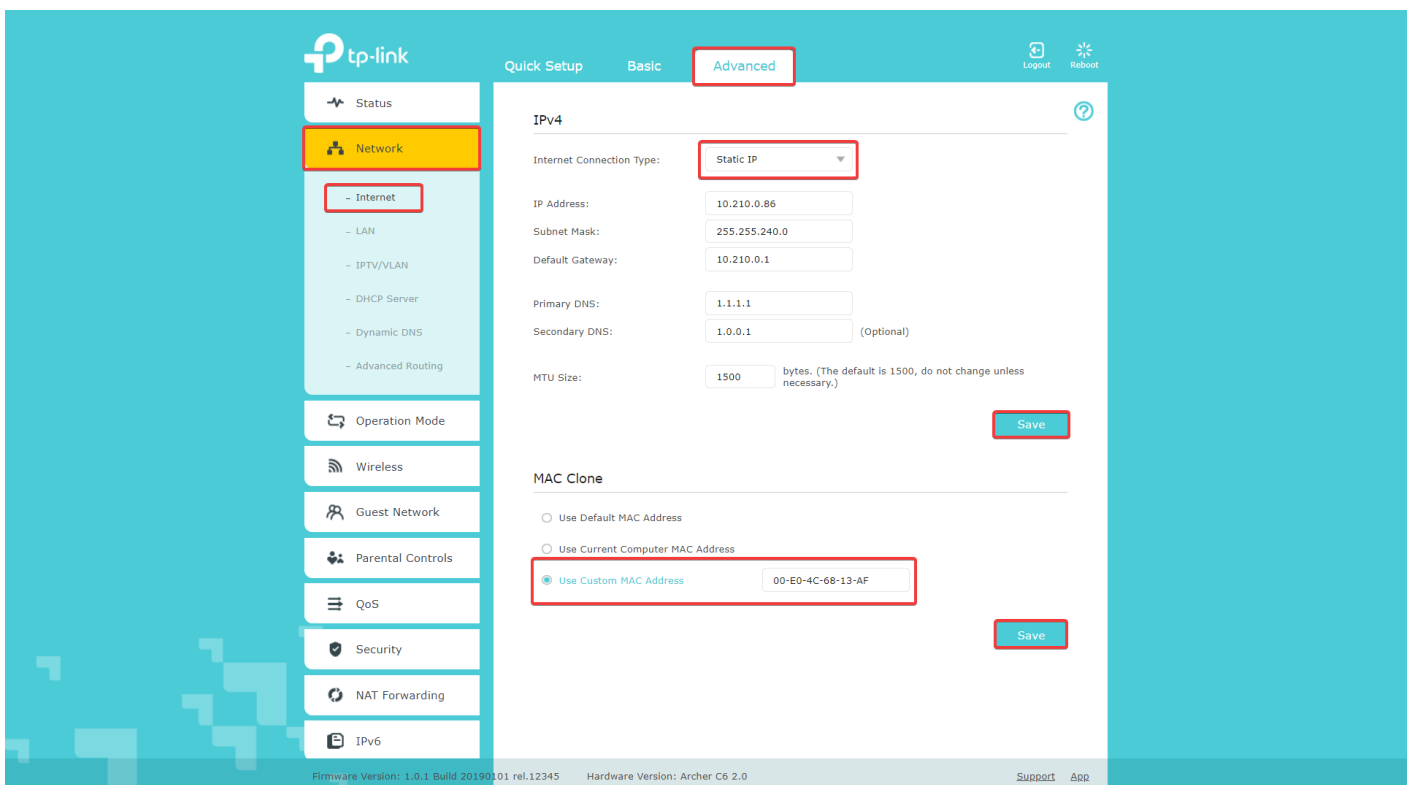 tp-link
Quick Setup Basic Advanced
Logout Reboot
Status
Network
– Internet
– LAN
– IPTV/VLAN
– DHCP Server
– Dynamic DNS
– Advanced Routing
Operation Mode
Wireless
Guest Network
Parental Controls
QoS
Security
NAT Forwarding
IPv6
?
IPv4
Internet Connection Type: Static IP
IP Address: 10.210.0.86
Subnet Mask: 255.255.240.0
Default Gateway: 10.210.0.1
Primary DNS: 1.1.1.1
Secondary DNS: 1.0.0.1 (Optional)
MTU Size: 1500 bytes. (The default is 1500, do not change unless
necessary.)
Save
MAC Clone
Use Default MAC Address
Use Current Computer MAC Address
Use Custom MAC Address 00-E0-4C-68-13-AF
Save
Firmware Version: 1.0.1 Build 20190101 rel.12345 Hardware Version: Archer C6 2.0 Support App